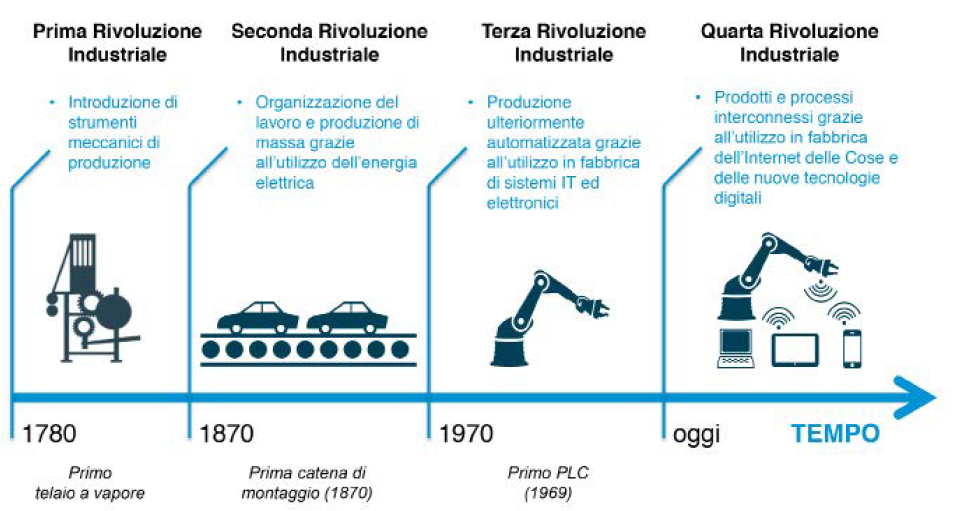 Prima Rivoluzione
Industriale
• Introduzione di
strumenti
meccanici di
produzione
Seconda Rivoluzione
Industriale
• Organizzazione del
lavoro e produzione di
massa grazie
all'utilizzo dell'energia
elettrica
Terza Rivoluzione
Industriale
• Produzione
ulteriormente
automatizzata grazie
all'utilizzo in fabbrica
di sistemi IT ed
elettronici
Quarta Rivoluzione
Industriale
• Prodotti e processi
interconnessi grazie
all'utilizzo in fabbrica
dell'Internet delle Cose e
delle nuove tecnologie
digitali
1780
1870
1970
oggi
TEMPO
Primo
telaio a vapore
Prima catena di
montaggio (1870)
Primo PLC
(1969)